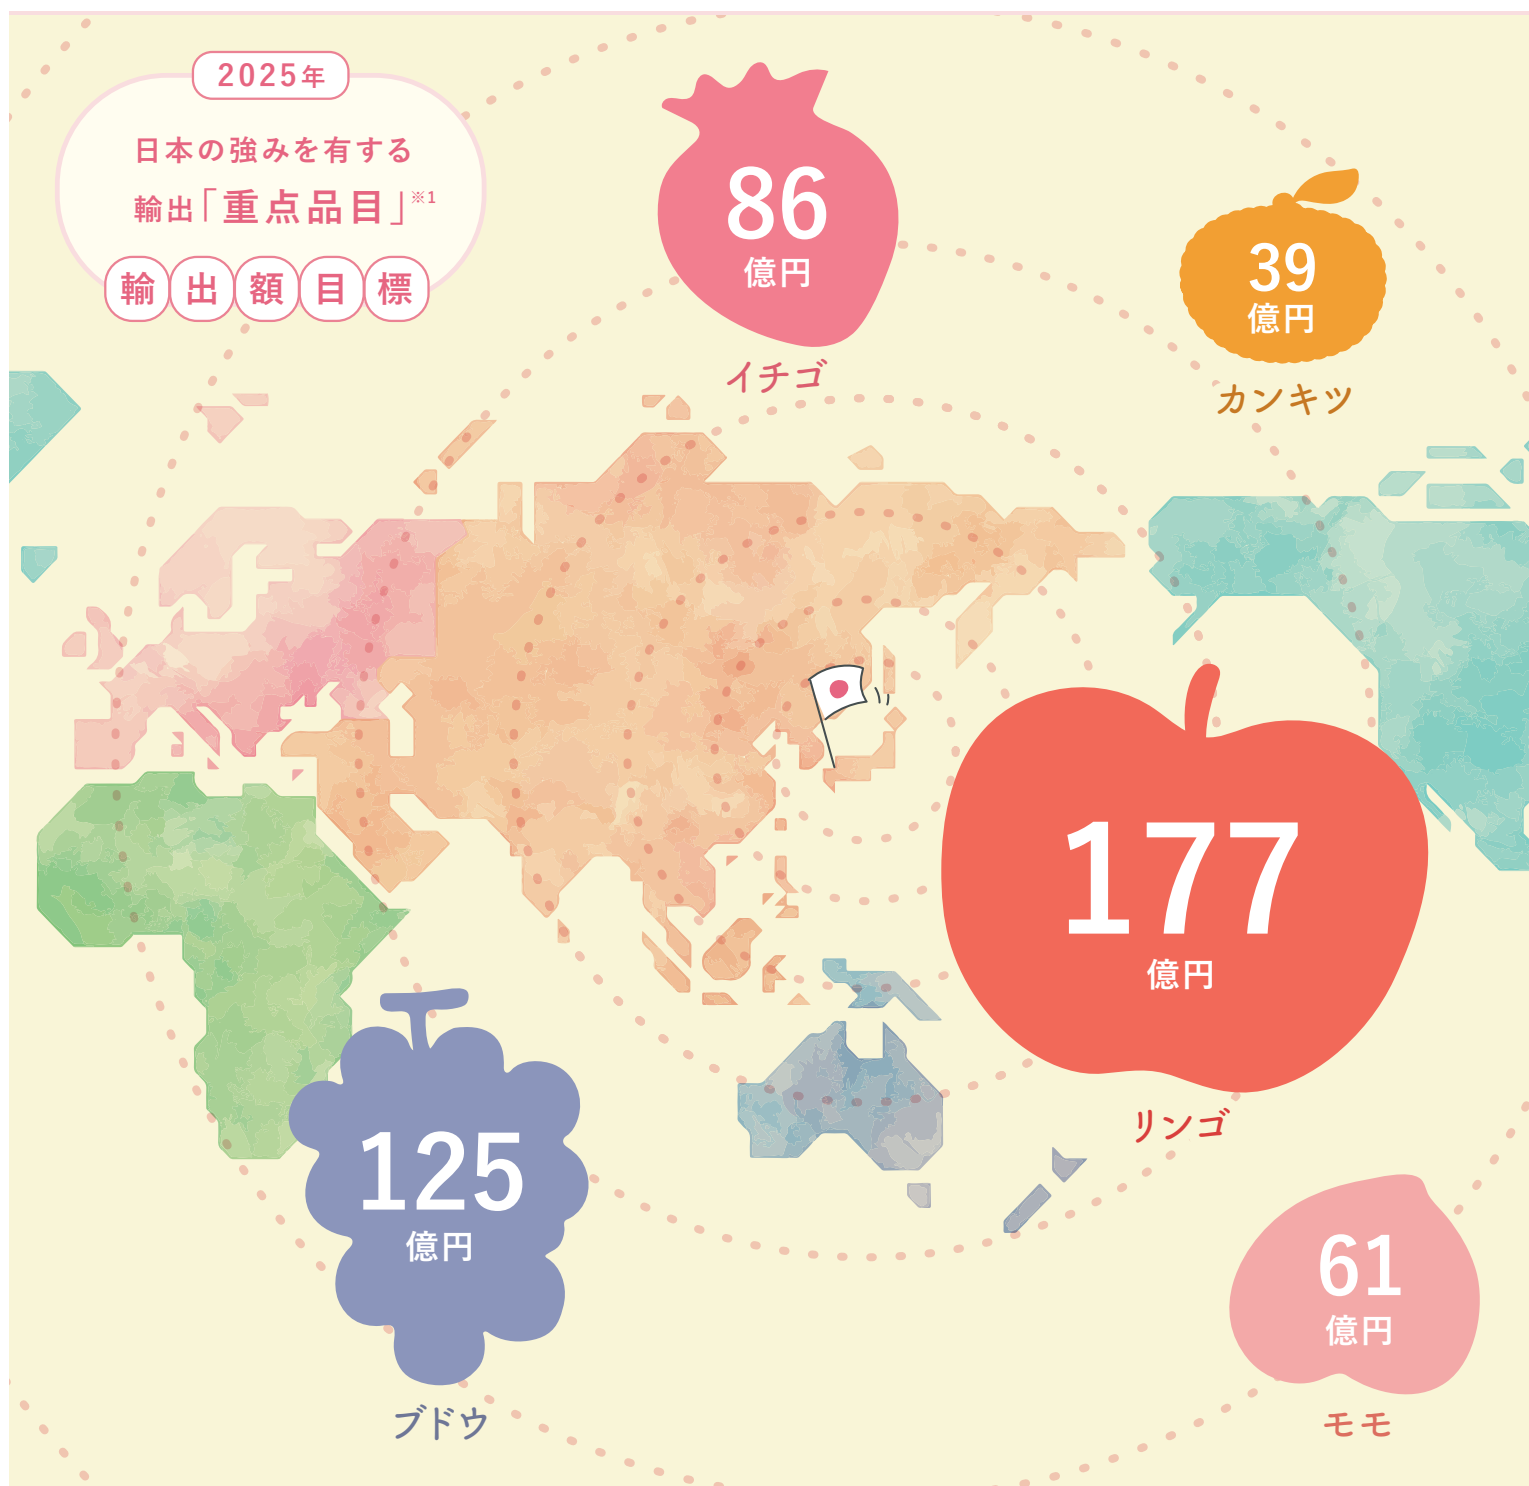 2025年
日本の強みを有する
輸出「重点品目」※1
輸出額目標
86
億円
イチゴ
39
億円
カンキツ
177
億円
リンゴ
125
億円
ブドウ
61
億円
モモ